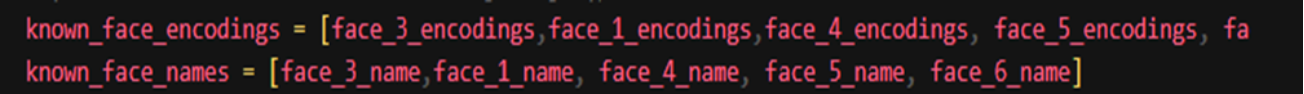 known_face_encodings = [face_3_encodings,face_1_encodings,face_4_encodings, face_5_encodings, fa
known_face_names = [face_3_name,face_1_name, face_4_name, face_5_name, face_6_name]